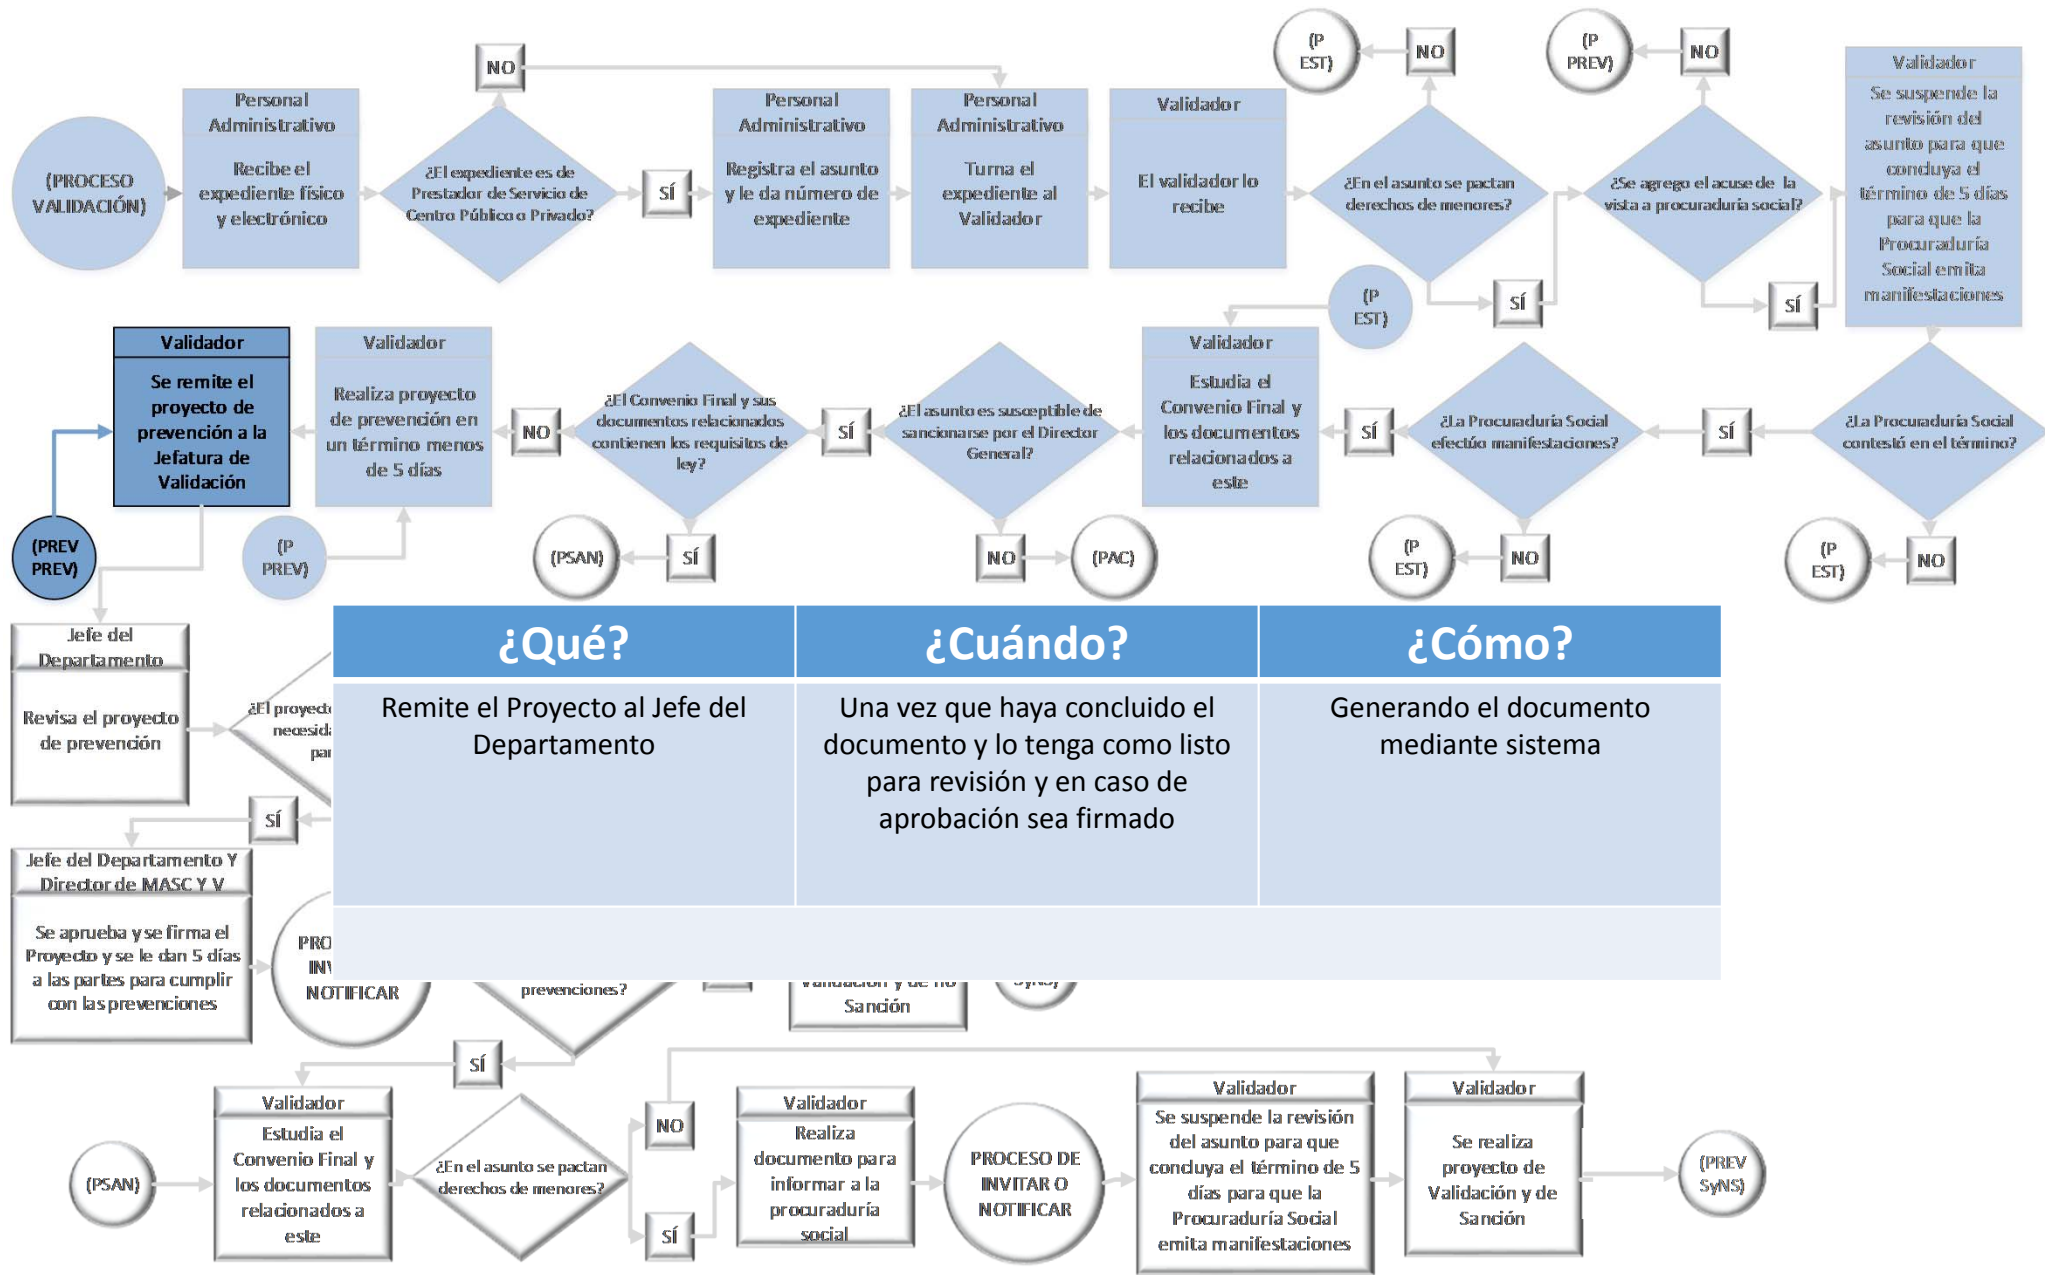 (PROCESO
VALIDACIÓN)
Personal
Administrativo
Recibe el
expediente físico
y electrónico
NO
¿El expediente es de
Prestador de Servicio de
Centro Público o Privado?
SÍ
Personal
Administrativo
Registra el asunto
y le da número de
expediente
Personal
Administrativo
Turna el
expediente al
Validador
Validador
El validador lo
recibe
(P
EST)
NO
¿En el asunto se pactan
derechos de menores?
SÍ
(P
PREV)
NO
¿Se agrego el acuse de la
vista a procuraduría social?
SÍ
Validador
Se suspende la
revisión del
asunto para que
concluya el
término de 5 días
para que la
Procuraduría
Social emita
manifestaciones
Validador
Se remite el
proyecto de
prevención a la
Jefatura de
Validación
(PREV
PREV)
Validador
Realiza proyecto
de prevención en
un término menos
de 5 días
(P
PREV)
NO
¿El Convenio Final y sus
documentos relacionados
contienen los requisitos de
ley?
(PSAN)
SÍ
SÍ
¿El asunto es susceptible de
sancionarse por el Director
General?
NO
(PAC)
(P
EST)
Validador
Estudia el
Convenio Final y
los documentos
relacionados a
este
SÍ
¿La Procuraduría Social
efectúo manifestaciones?
(P
EST)
NO
SÍ
¿La Procuraduría Social
contestó en el término?
(P
EST)
NO
Jefe del
Departamento
Revisa el proyecto
de prevención
¿El proyecto
necesida
par
SÍ
¿Qué?
¿Cuándo?
¿Cómo?
Remite el Proyecto al Jefe del
Departamento
Una vez que haya concluido el
documento y lo tenga como listo
para revisión y en caso de
aprobación sea firmado
Generando el documento
mediante sistema
Jefe del Departamento Y
Director de MASC Y V
Se aprueba y se firma el
Proyecto y se le dan 5 días
a las partes para cumplir
con las prevenciones
PRO
INV
NOTIFICAR
prevenciones?
Validación y de no
Sanción
SyNS)
SÍ
(PSAN)
Validador
Estudia el
Convenio Final y
los documentos
relacionados a
este
¿En el asunto se pactan
derechos de menores?
NO
SÍ
Validador
Realiza
documento para
informar a la
procuraduría
social
PROCESO DE
INVITAR O
NOTIFICAR
Validador
Se suspende la revisión
del asunto para que
concluya el término de 5
días para que la
Procuraduría Social
emita manifestaciones
Validador
Se realiza
proyecto de
Validación y de
Sanción
(PREV
SyNS)